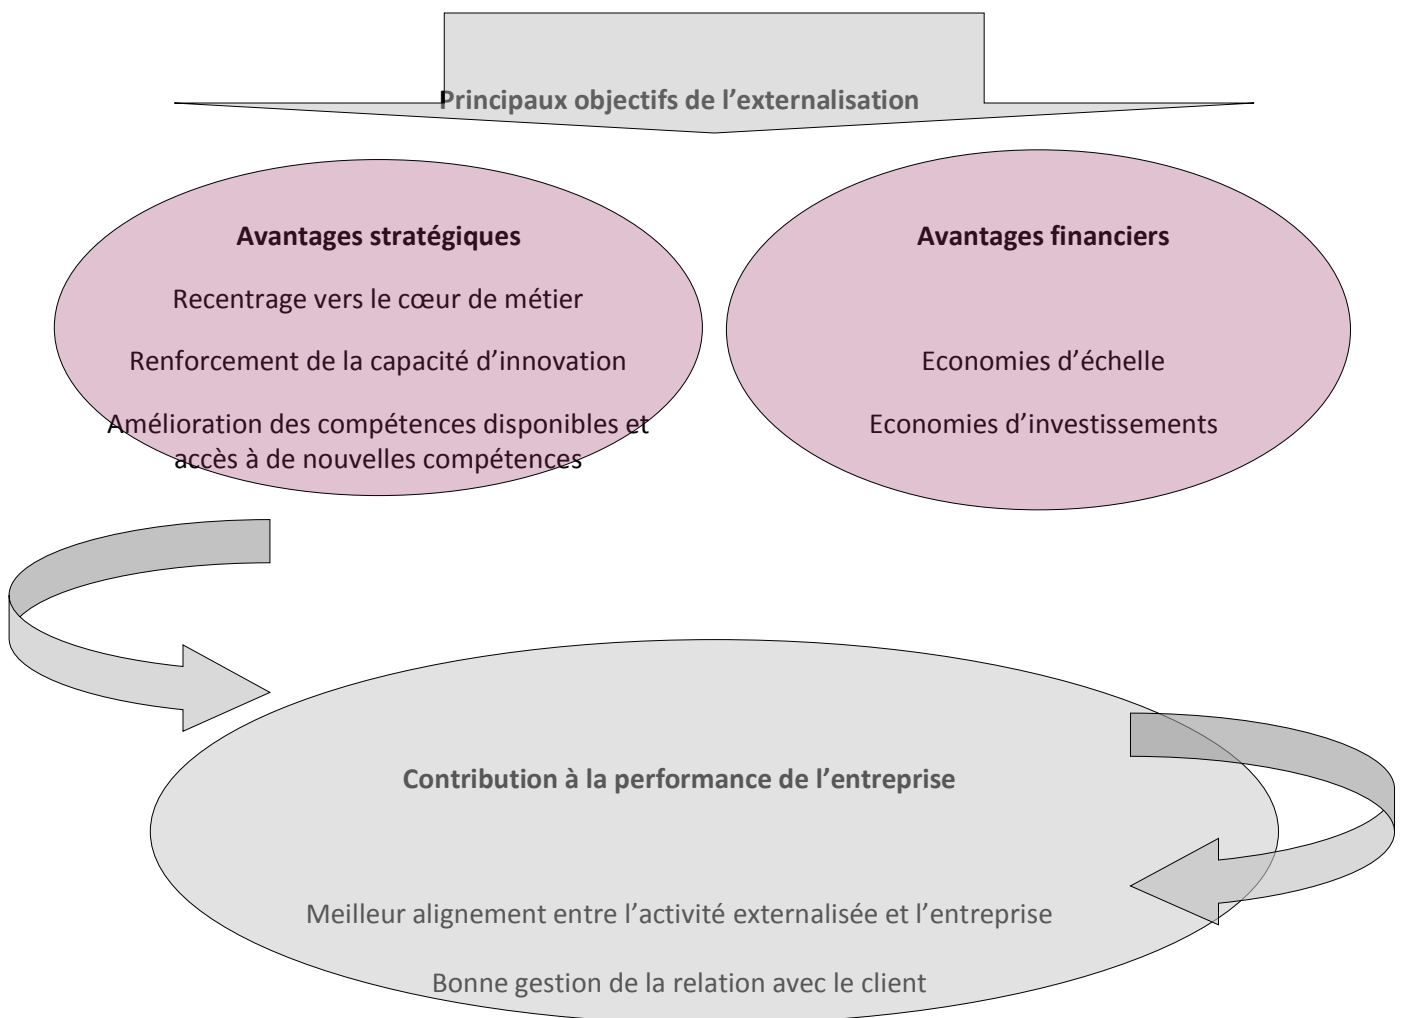 Principaux objectifs de l’externalisation
Avantages stratégiques
Recentrage vers le cœur de métier
Renforcement de la capacité d’innovation
Amélioration des compétences disponibles et
accès à de nouvelles compétences
Avantages financiers
Economies d’échelle
Economies d’investissements
Contribution à la performance de l’entreprise
Meilleur alignement entre l’activité externalisée et l’entreprise
Bonne gestion de la relation avec le client